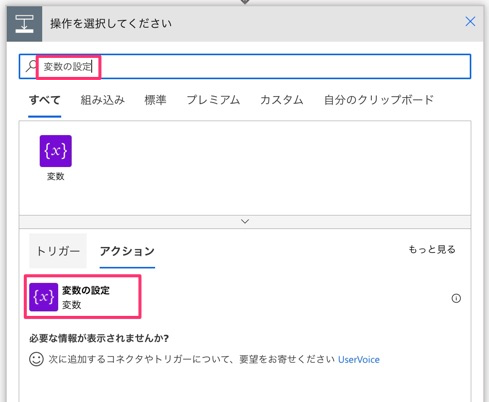 操作を選択してください
変数の設定
すべて 組み込み 標準 プレミアム カスタム 自分のクリップボード
{x}
変数
トリガー アクション もっと見る
{x} 変数の設定
変数
必要な情報が表示されませんか?
次に追加するコネクタやトリガーについて、要望をお寄せください UserVoice